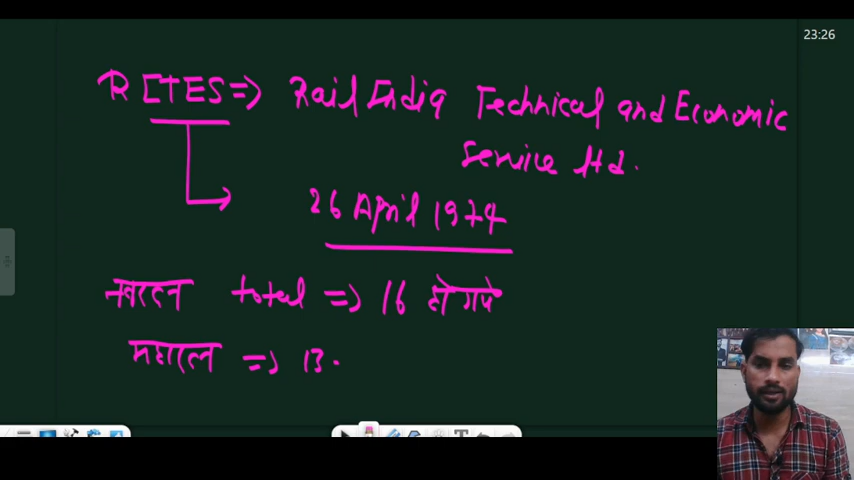 23:26
RITES => Rail India Technical and Economic
Service ltd.
26 April 1974
नवरत्न total => 16 हो गये
महारत्न => 13.